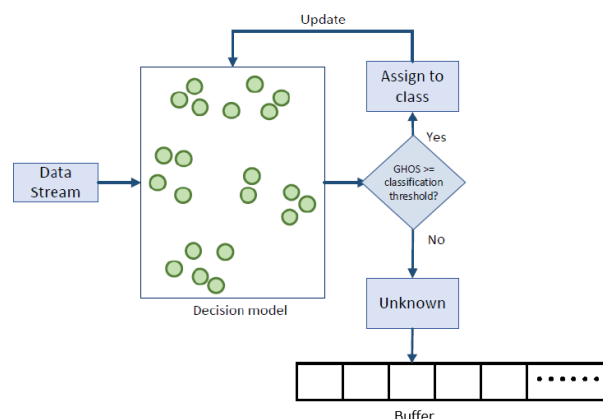 Update
Data
Stream
Decision model
Assign to
class
Yes
GHOS >=
classification
threshold?
No
Unknown
Buffer